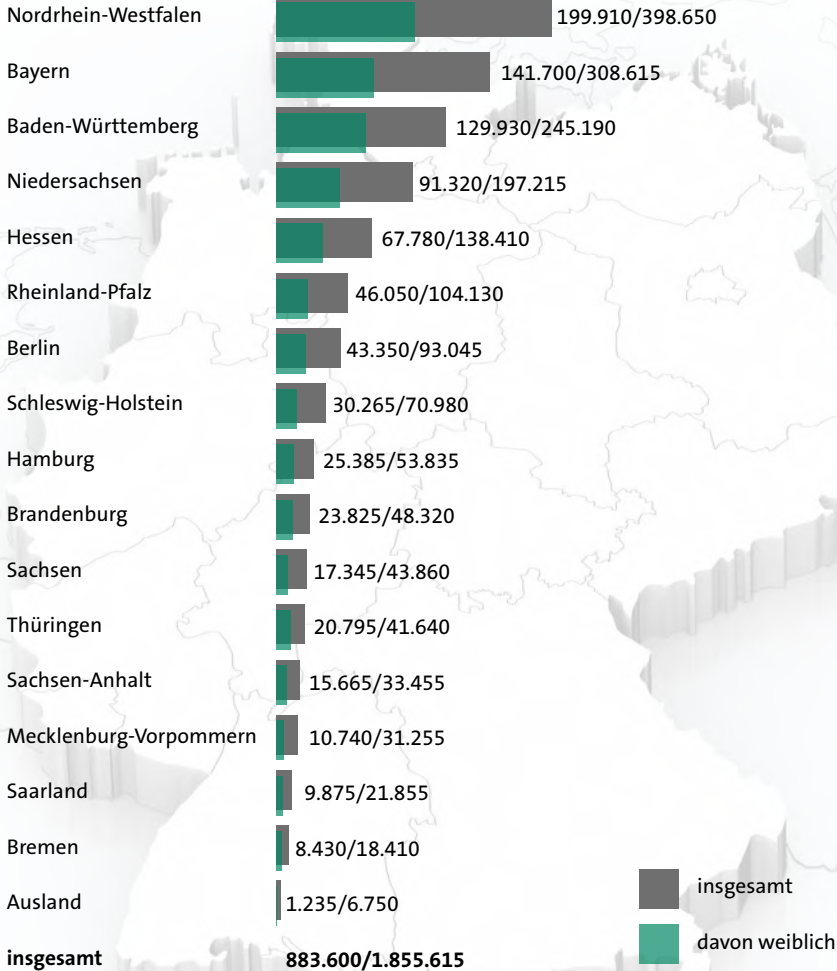 Nordrhein-Westfalen 199.910/398.650
Bayern 141.700/308.615
Baden-Württemberg 129.930/245.190
Niedersachsen 91.320/197.215
Hessen 67.780/138.410
Rheinland-Pfalz 46.050/104.130
Berlin 43.350/93.045
Schleswig-Holstein 30.265/70.980
Hamburg 25.385/53.835
Brandenburg 23.825/48.320
Sachsen 17.345/43.860
Thüringen 20.795/41.640
Sachsen-Anhalt 15.665/33.455
Mecklenburg-Vorpommern 10.740/31.255
Saarland 9.875/21.855
Bremen 8.430/18.410
Ausland 1.235/6.750
insgesamt 883.600/1.855.615
insgesamt
davon weiblich